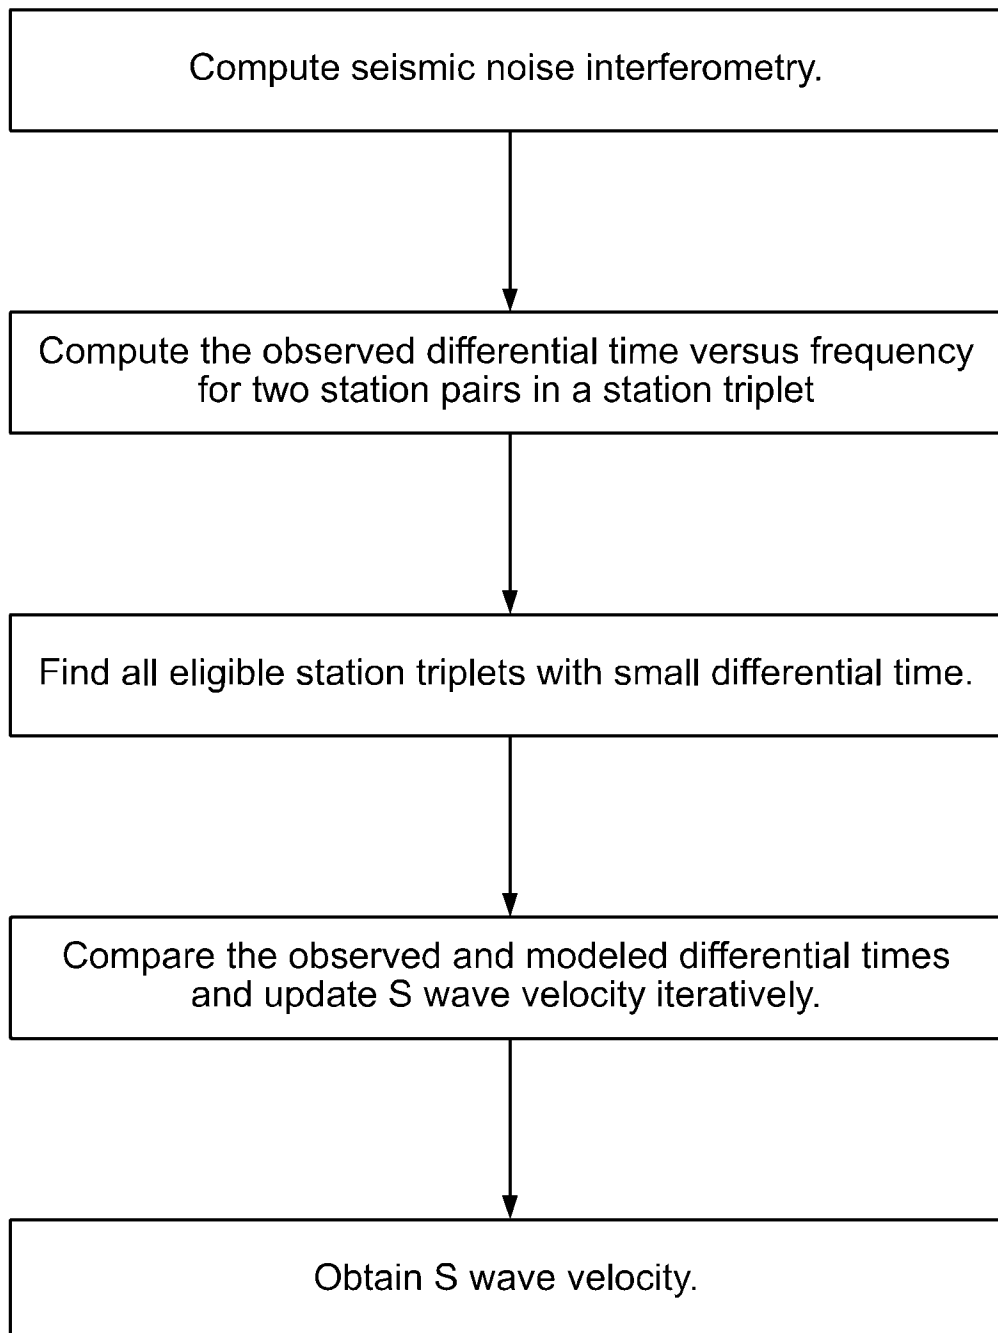 Compute seismic noise interferometry.
Compute the observed differential time versus frequency
for two station pairs in a station triplet
Find all eligible station triplets with small differential time.
Compare the observed and modeled differential times
and update S wave velocity iteratively.
Obtain S wave velocity.